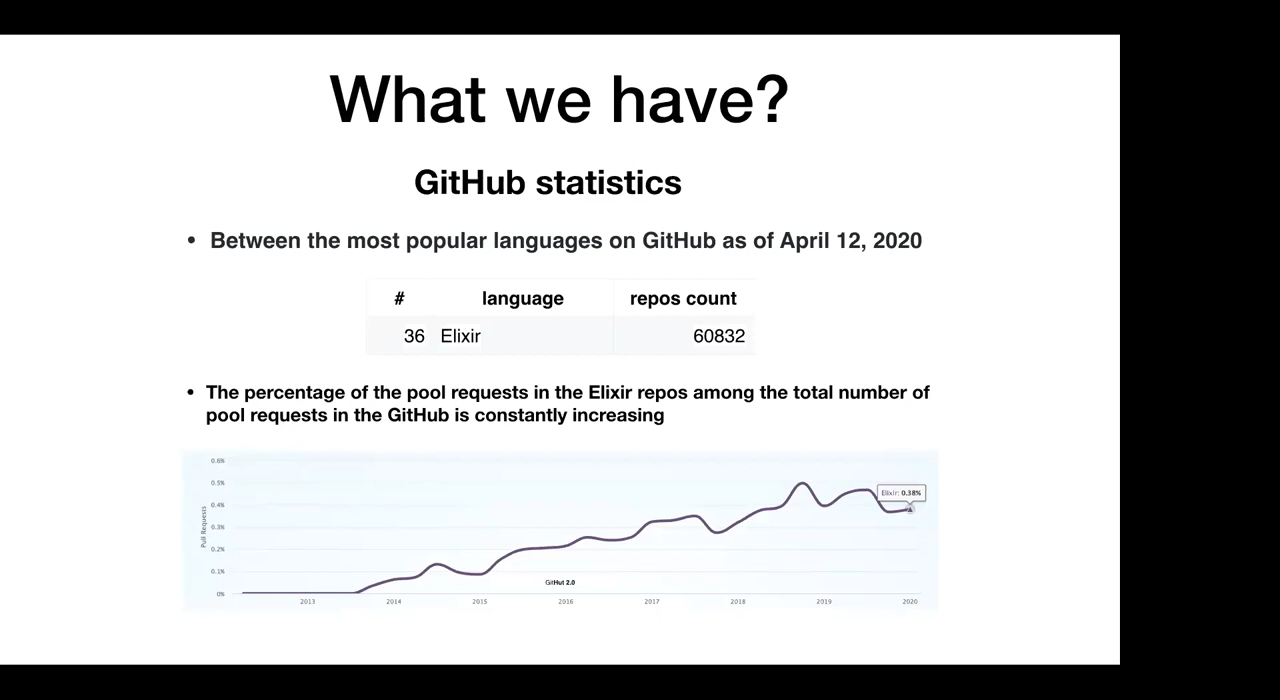 What we have?
GitHub statistics
• Between the most popular languages on GitHub as of April 12, 2020
# language repos count
36 Elixir 60832
• The percentage of the pool requests in the Elixir repos among the total number of
pool requests in the GitHub is constantly increasing
0.6%
0.5%
0.4%
0.3%
0.2%
0.1%
0%
Pull Requests
Elixir: 0.38%
GitHut 2.0
2013 2014 2015 2016 2017 2018 2019 2020